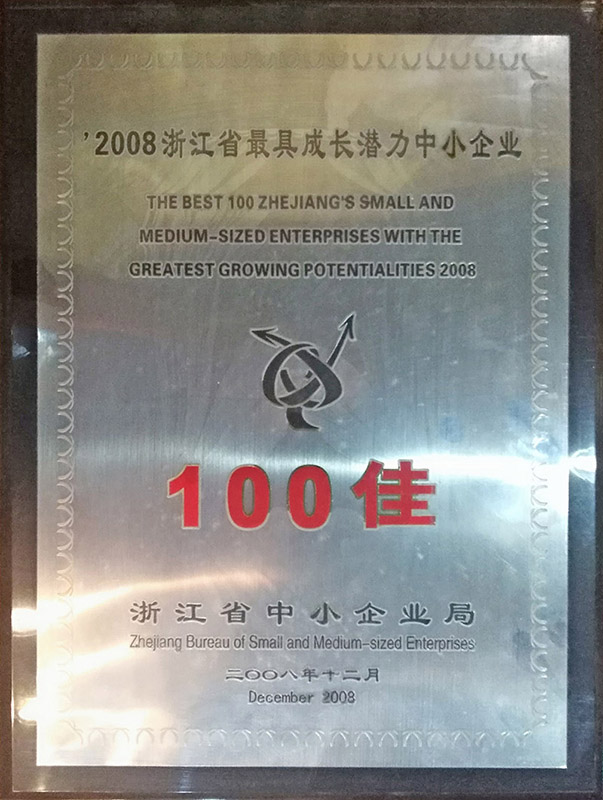 '2008浙江省最具成长潜力中小企业
THE BEST 100 ZHEJIANG'S SMALL AND
MEDIUM-SIZED ENTERPRISES WITH THE
GREATEST GROWING POTENTIALITIES 2008
100佳
浙江省中小企业局
Zhejiang Bureau of Small and Medium-sized Enterprises
二〇〇八年十二月
December 2008